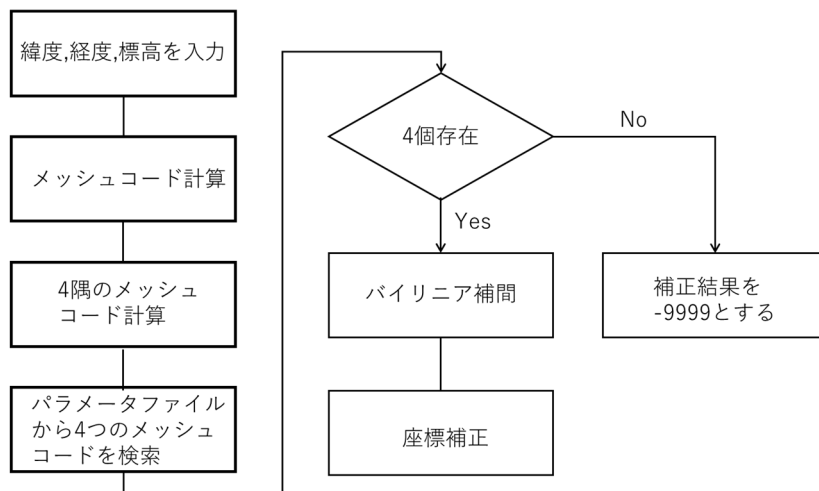 緯度,経度,標高を入力
メッシュコード計算
4隅のメッシュ
コード計算
パラメータファイル
から4つのメッシュ
コードを検索
4個存在
No
Yes
バイリニア補間
補正結果を
-9999とする
座標補正